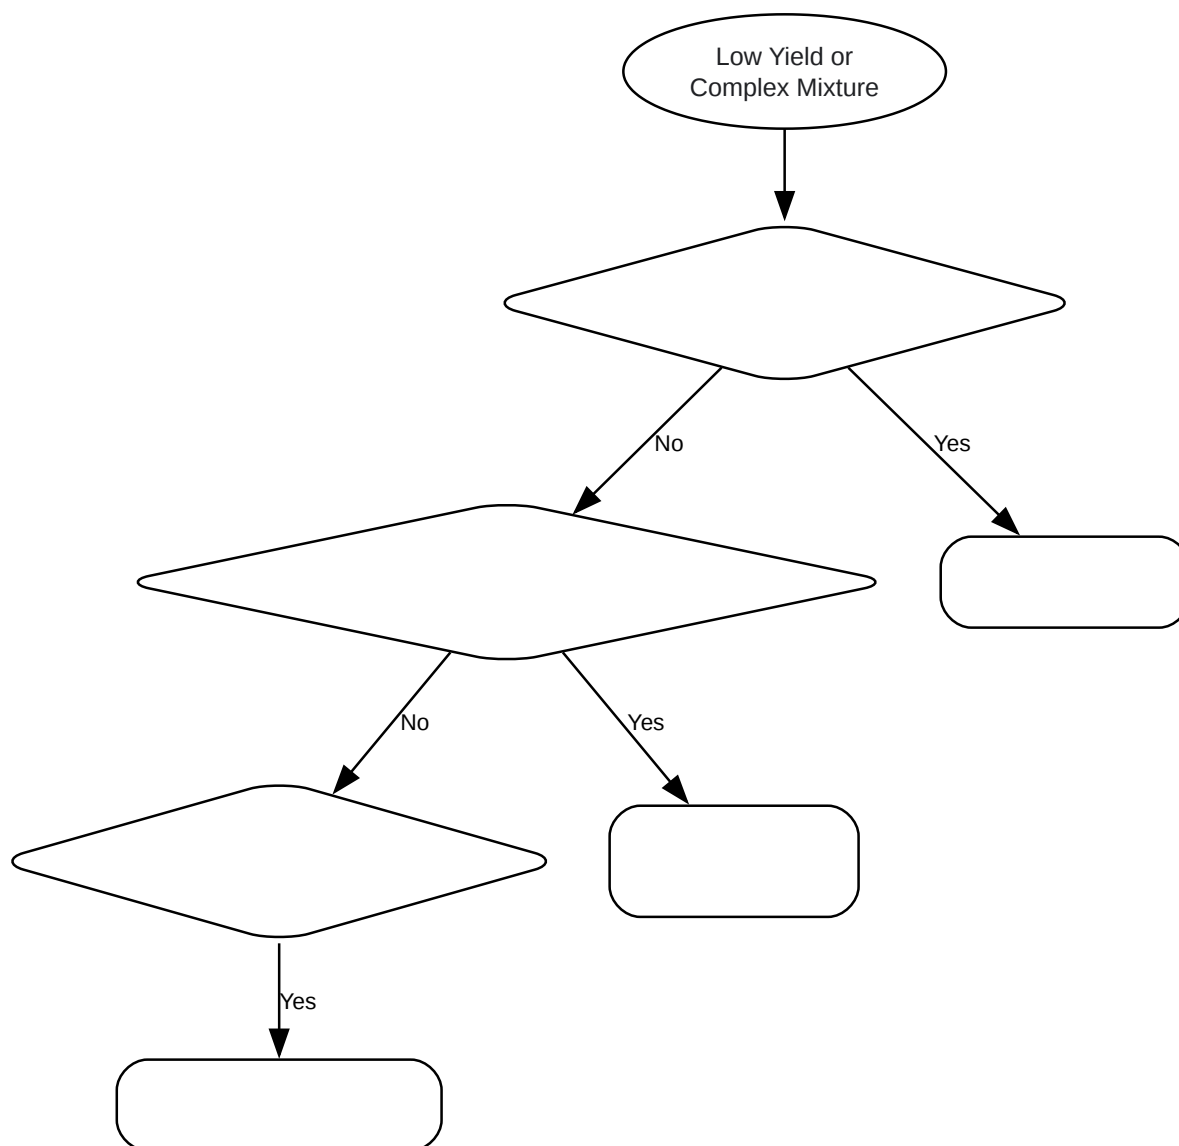 Low Yield or
Complex Mixture
No
Yes
No
Yes
Yes